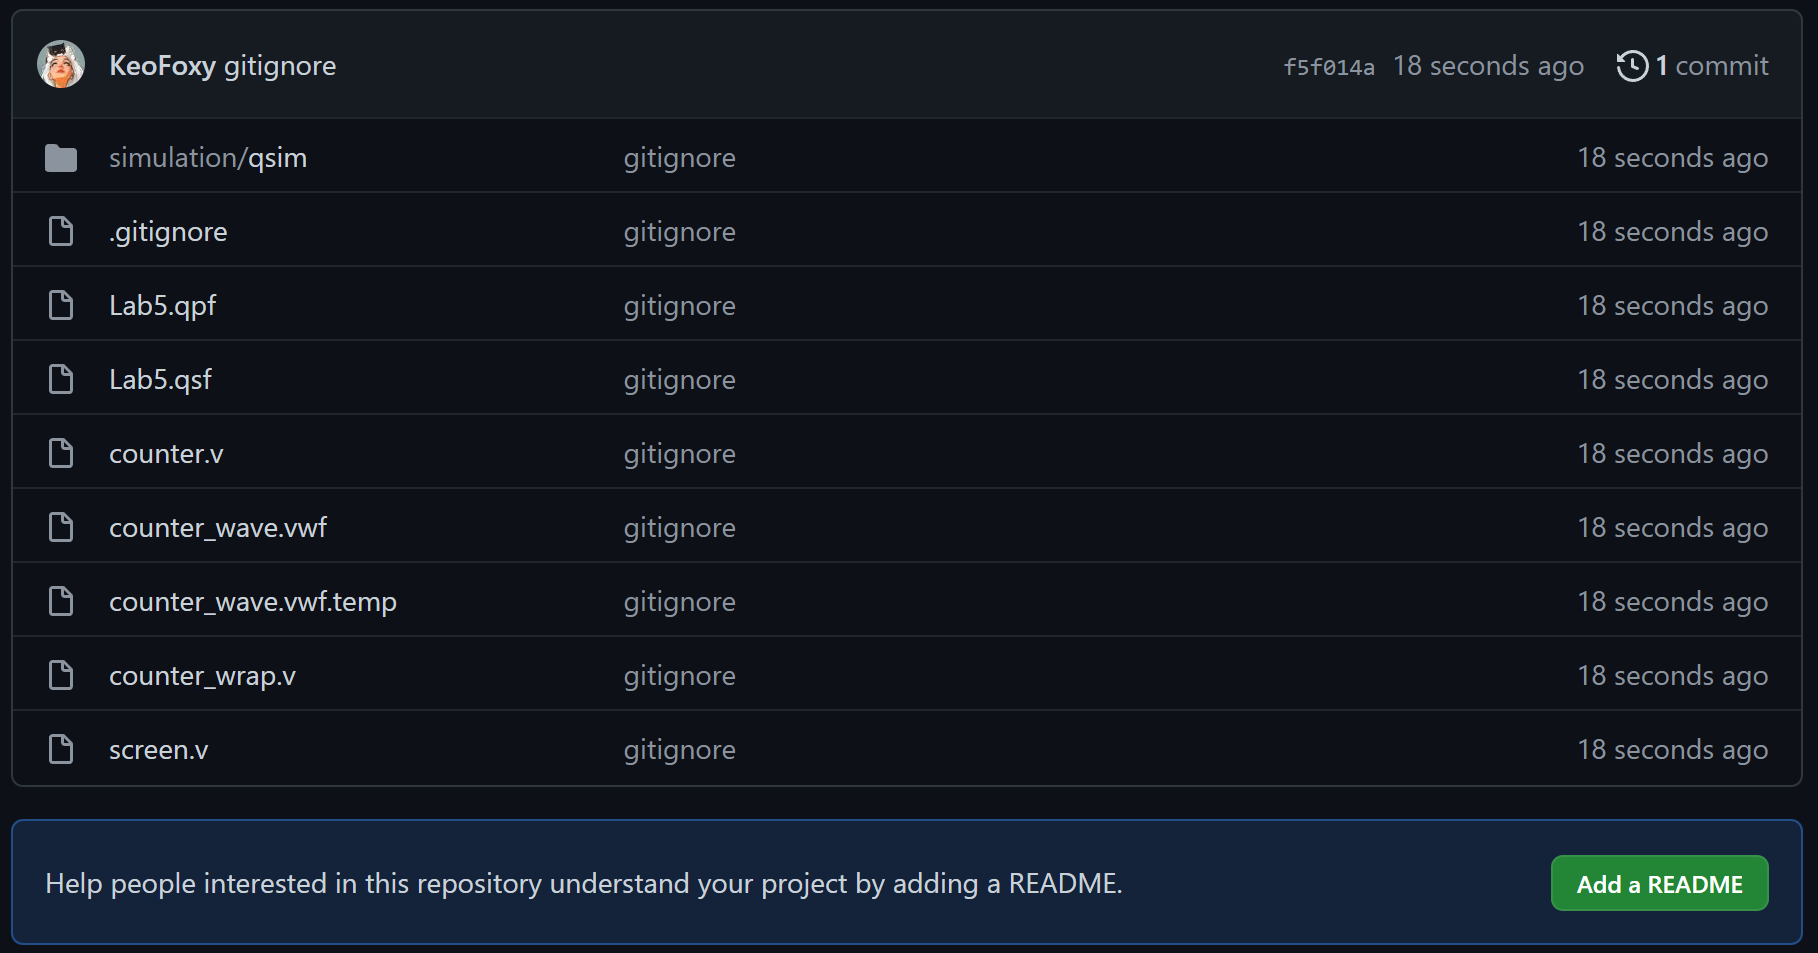 KeoFoxy gitignore f5f014a 18 seconds ago 1 commit
simulation/qsim gitignore 18 seconds ago
.gitignore gitignore 18 seconds ago
Lab5.qpf gitignore 18 seconds ago
Lab5.qsf gitignore 18 seconds ago
counter.v gitignore 18 seconds ago
counter_wave.vwf gitignore 18 seconds ago
counter_wave.vwf.temp gitignore 18 seconds ago
counter_wrap.v gitignore 18 seconds ago
screen.v gitignore 18 seconds ago
Help people interested in this repository understand your project by adding a README. Add a README